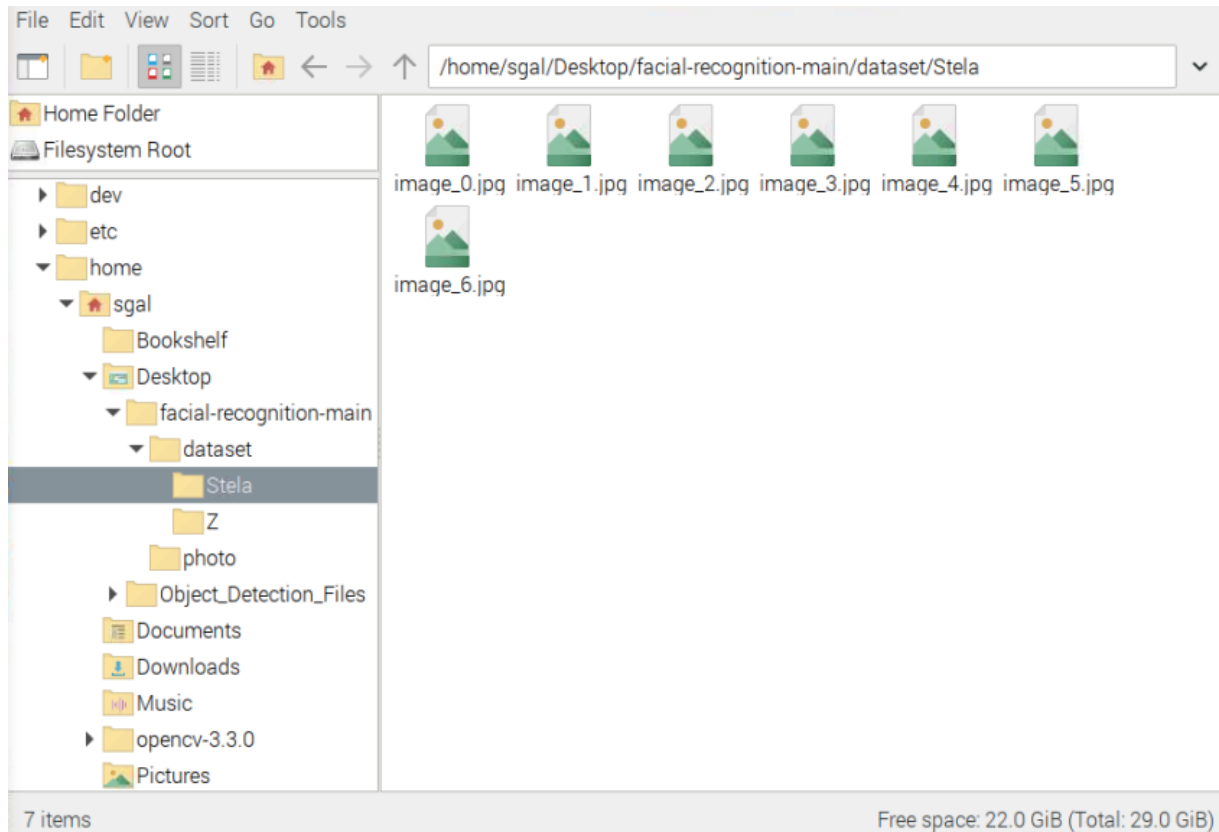 File Edit View Sort Go Tools
/home/sgal/Desktop/facial-recognition-main/dataset/Stela
Home Folder
Filesystem Root
dev
etc
home
sgal
Bookshelf
Desktop
facial-recognition-main
dataset
Stela
Z
photo
Object_Detection_Files
Documents
Downloads
Music
opencv-3.3.0
Pictures
image_0.jpg image_1.jpg image_2.jpg image_3.jpg image_4.jpg image_5.jpg
image_6.jpg
7 items Free space: 22.0 GiB (Total: 29.0 GiB)